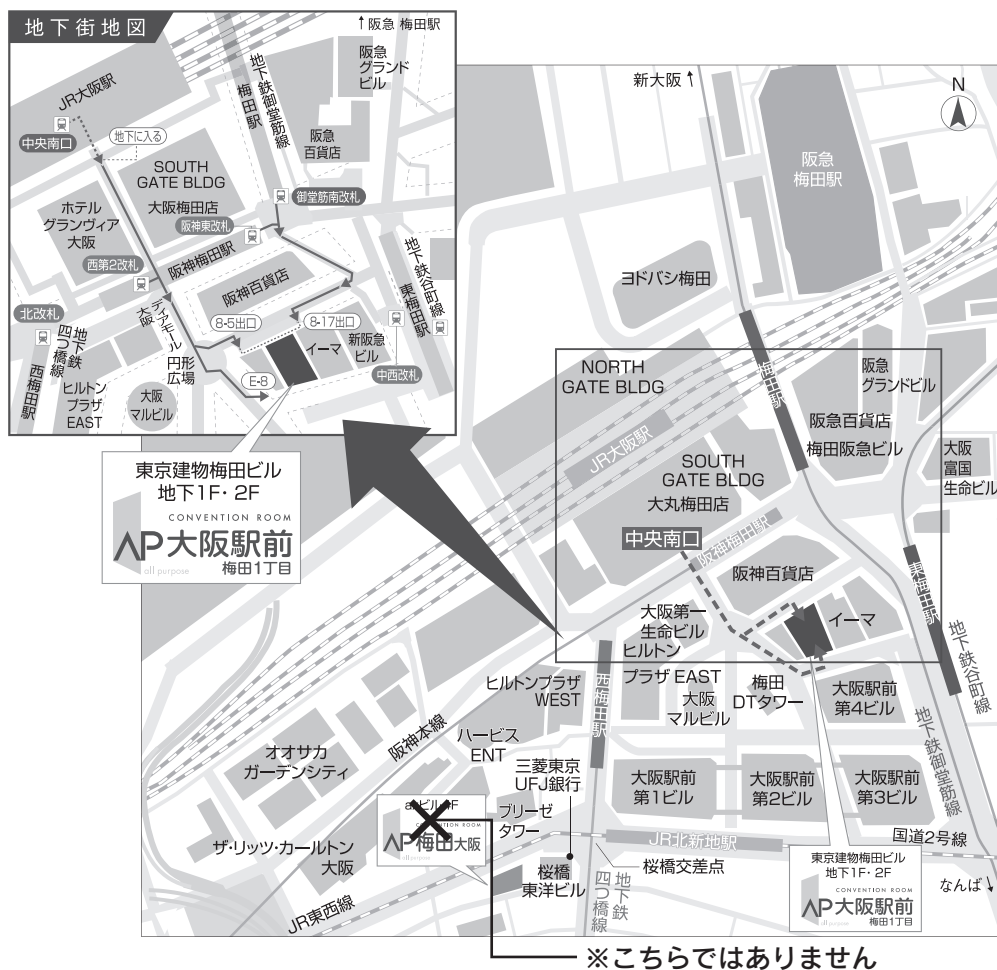 地下街地図
↑阪急 梅田駅
阪急
グランド
ビル
地下鉄御堂筋線
梅田駅
JR大阪駅
中央南口
地下に入る
阪急
百貨店
SOUTH
GATE BLDG
大阪梅田店
御堂筋南改札
ホテル
グランヴィア
大阪
阪神東改札
西第2改札
阪神梅田駅
地下鉄谷町線
東梅田駅
阪神百貨店
北改札
ディアモール
大阪
8-5出口
8-17出口
地下鉄
四つ橋線
西梅田駅
円形
広場
イーマ
新阪急
ビル
中西改札
ヒルトン
プラザ
EAST
大阪
マルビル
E-8
東京建物梅田ビル
地下1F・2F
CONVENTION ROOM
AP大阪駅前
all purpose
梅田1丁目
新大阪↑
N
阪急
梅田駅
ヨドバシ梅田
NORTH
GATE BLDG
梅田駅
阪急
グランドビル
阪急百貨店
梅田阪急ビル
JR大阪駅
SOUTH
GATE BLDG
大丸梅田店
大阪
富国
生命ビル
中央南口
阪神梅田駅
阪神百貨店
東梅田駅
大阪第一
生命ビル
イーマ
地下鉄谷町線
ヒルトン
プラザ EAST
西梅田駅
ヒルトンプラザ
WEST
大阪
マルビル
梅田
DTタワー
大阪駅前
第4ビル
阪神本線
ハービス
ENT
オオサカ
ガーデンシティ
地下鉄御堂筋線
三菱東京
UFJ銀行
大阪駅前
第1ビル
大阪駅前
第2ビル
大阪駅前
第3ビル
ブリーゼ
タワー
CONVENTION ROOM
AP梅田大阪
all purpose
ザ・リッツ・カールトン
大阪
JR北新地駅
国道2号線
桜橋
東洋ビル
桜橋交差点
地下鉄
四つ橋線
JR東西線
東京建物梅田ビル
地下1F・2F
CONVENTION ROOM
AP大阪駅前
all purpose
梅田1丁目
なんば↓
※こちらではありません